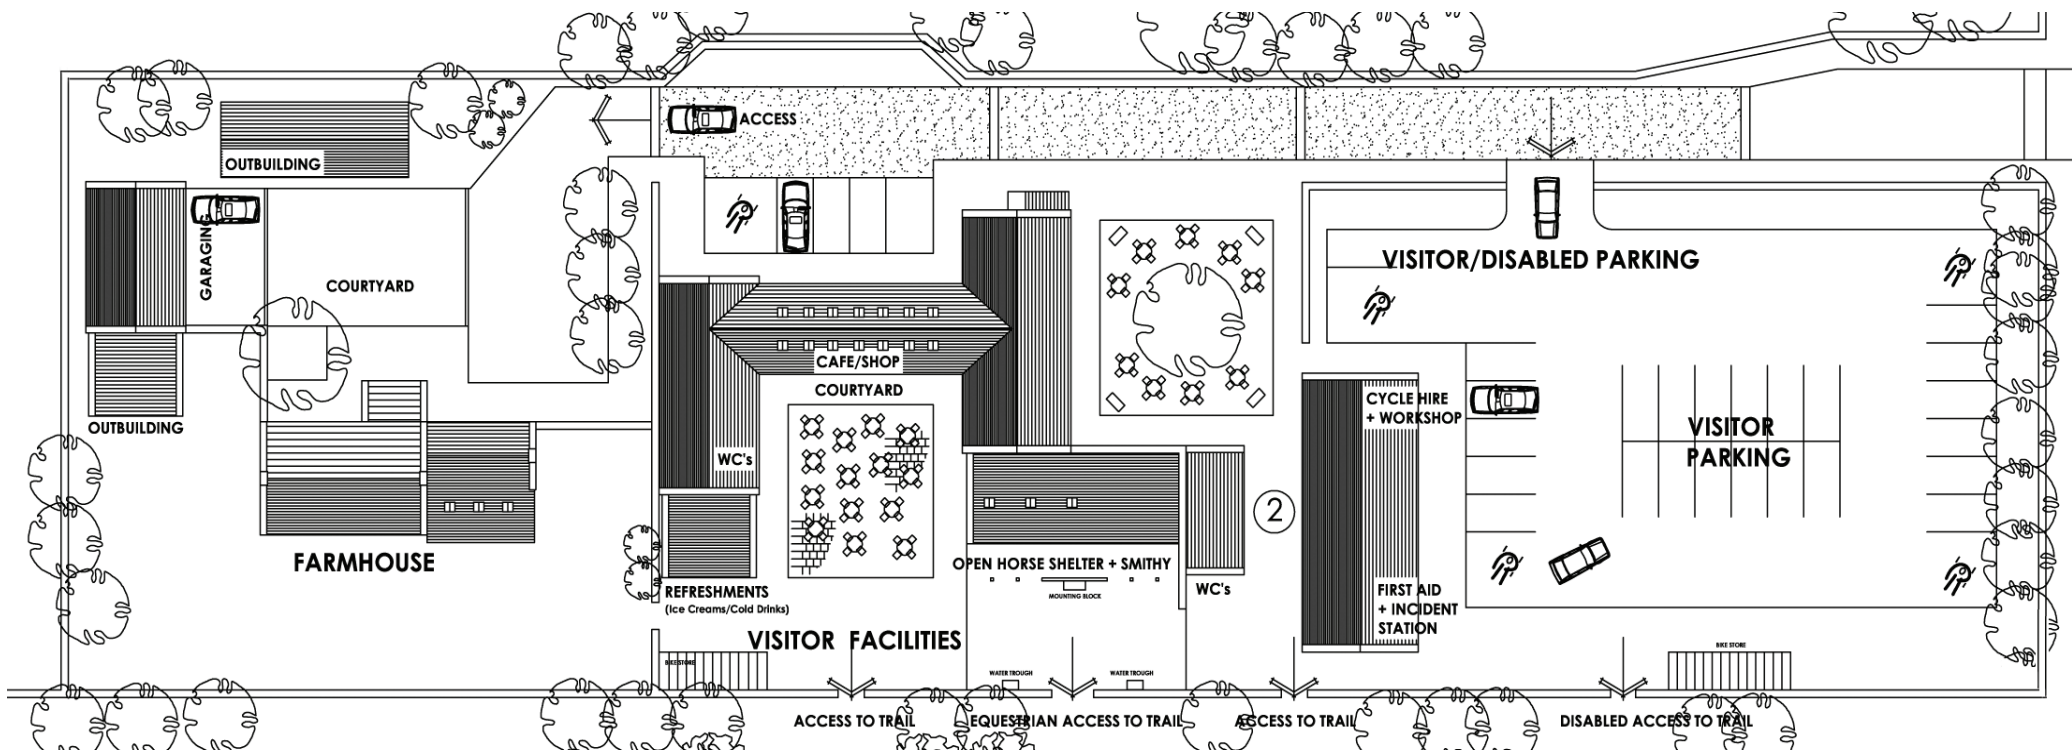 ACCESS
OUTBUILDING
GARAGING
COURTYARD
VISITOR/DISABLED PARKING
CAFE/SHOP
COURTYARD
CYCLE HIRE
+ WORKSHOP
OUTBUILDING
VISITOR
PARKING
WC's
2
FARMHOUSE
OPEN HORSE SHELTER + SMITHY
MOUNTING BLOCK
WC's
REFRESHMENTS
(Ice Creams/Cold Drinks)
FIRST AID
+ INCIDENT
STATION
VISITOR FACILITIES
BIKE STORE
BIKE STORE
WATER TROUGH
WATER TROUGH
ACCESS TO TRAIL
EQUESTRIAN ACCESS TO TRAIL
ACCESS TO TRAIL
DISABLED ACCESS TO TRAIL